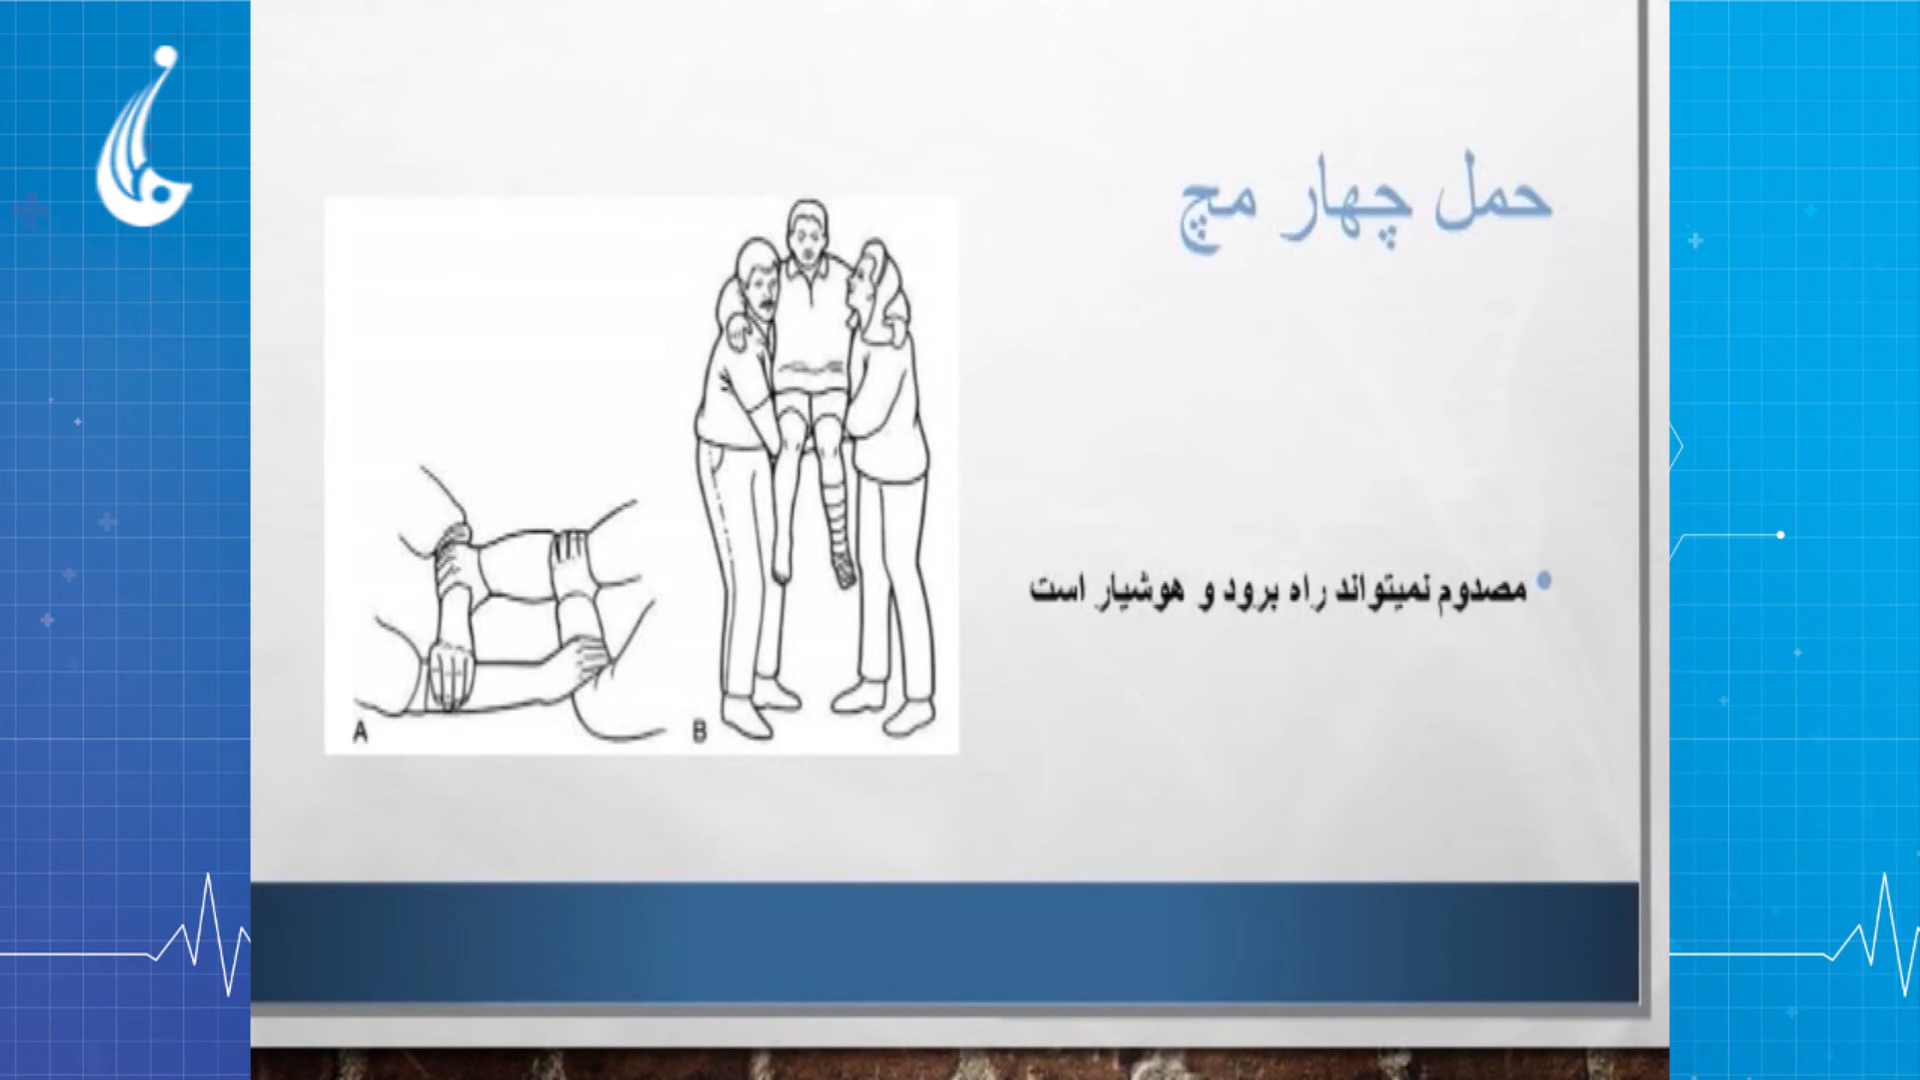 حمل چهار مچ
• مصدوم نمیتواند راه برود و هوشیار است
A
B